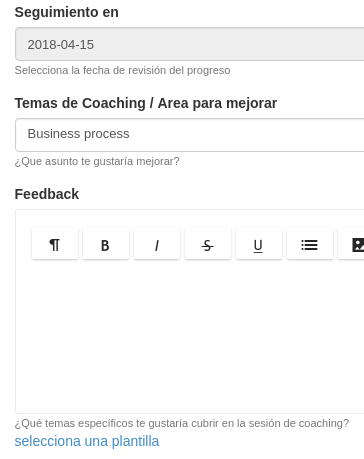 Seguimiento en
2018-04-15
Selecciona la fecha de revisión del progreso
Temas de Coaching / Area para mejorar
Business process
¿Que asunto te gustaría mejorar?
Feedback
¶ B I S U
¿Qué temas específicos te gustaría cubrir en la sesión de coaching?
selecciona una plantilla